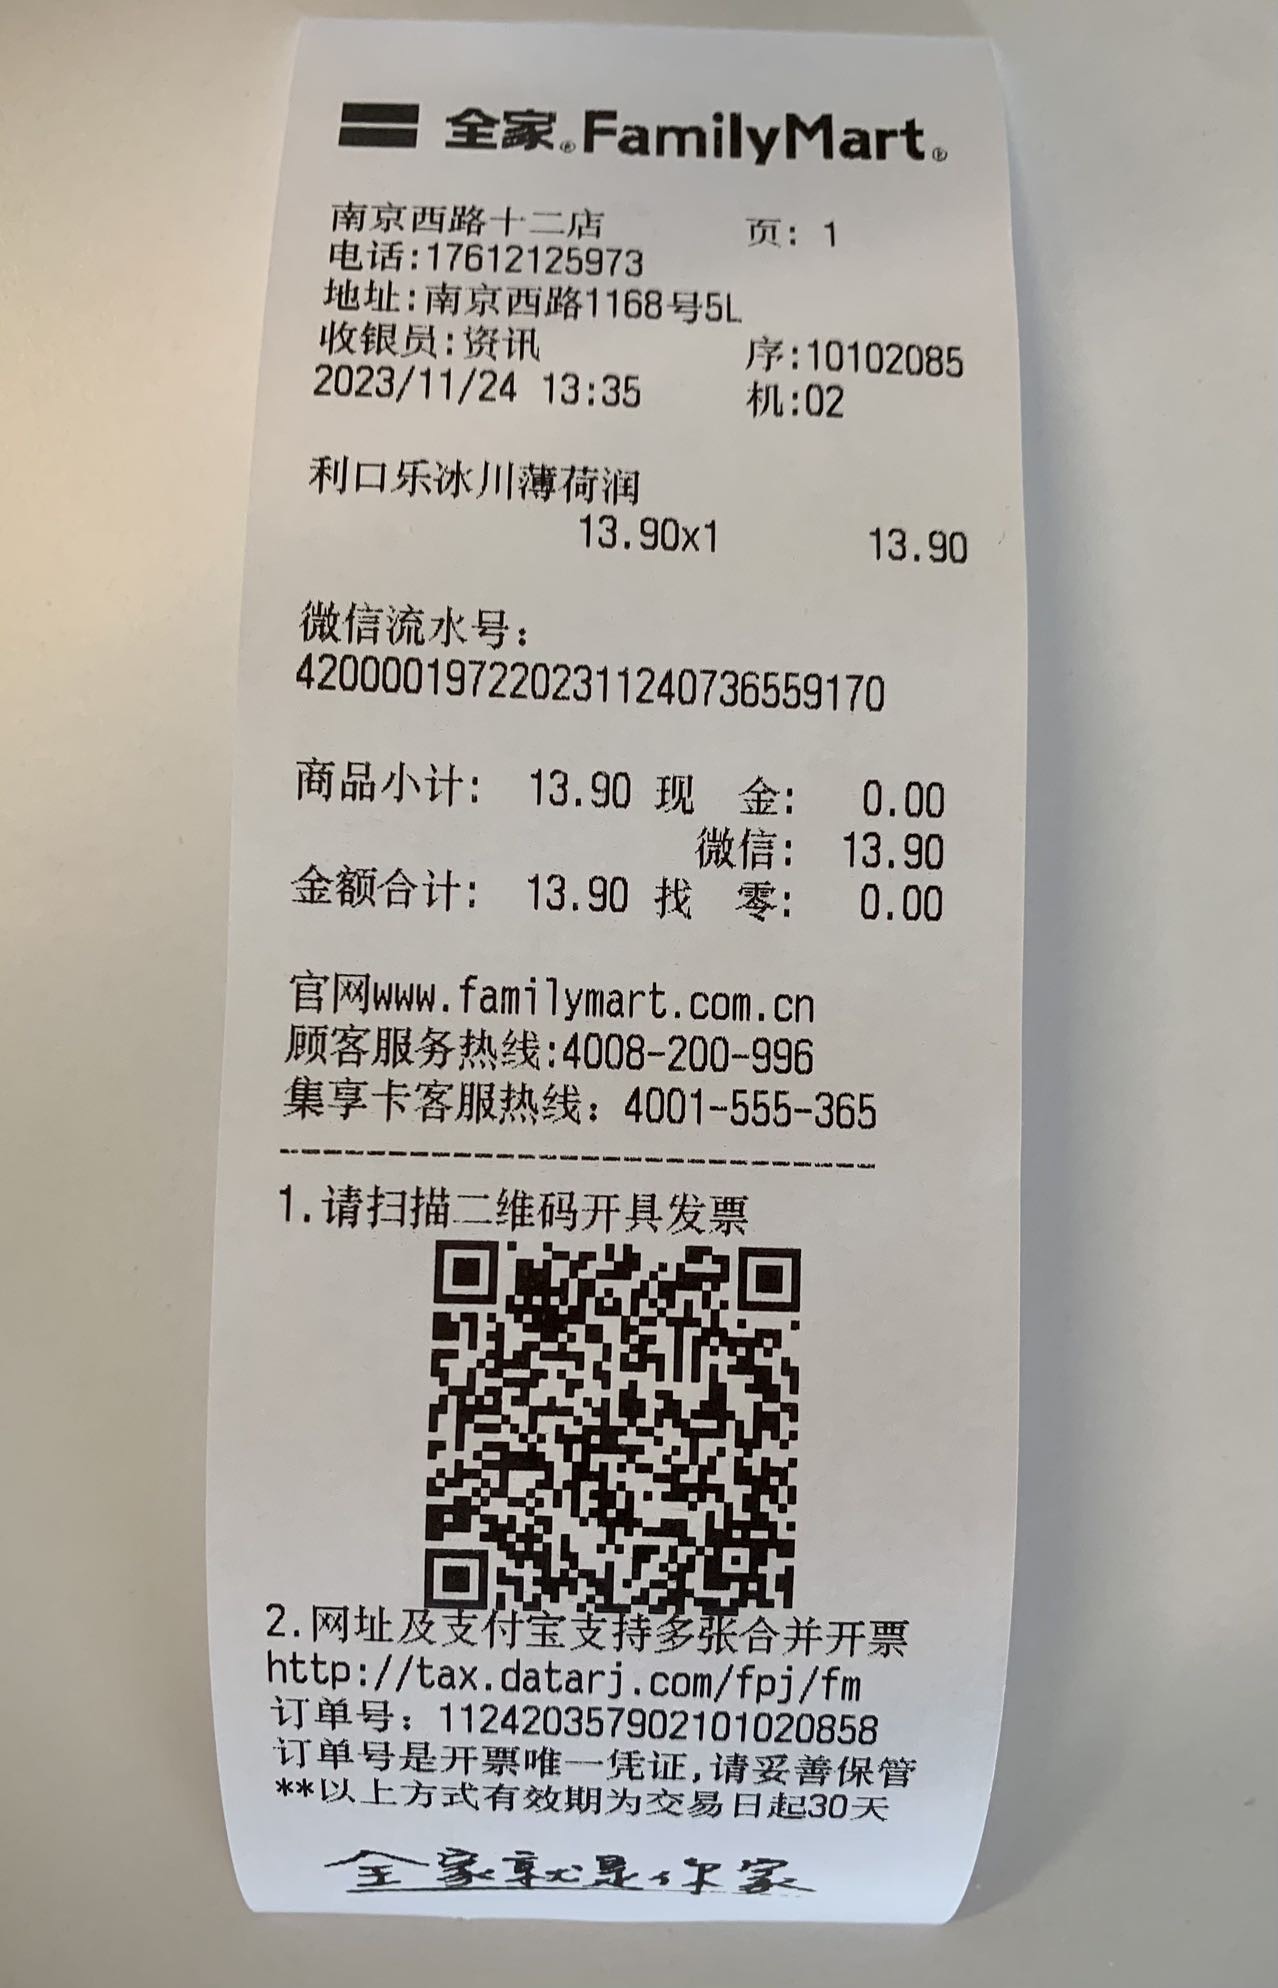 全家®FamilyMart®
南京西路十二店 页: 1
电话:17612125973
地址:南京西路1168号5L
收银员:资讯 序:10102085
2023/11/24 13:35 机:02
利口乐冰川薄荷润
13.90x1 13.90
微信流水号:
4200001972202311240736559170
商品小计: 13.90 现 金: 0.00
微信: 13.90
金额合计: 13.90 找 零: 0.00
官网www.familymart.com.cn
顾客服务热线:4008-200-996
集享卡客服热线: 4001-555-365
1.请扫描二维码开具发票
2.网址及支付宝支持多张合并开票
http://tax.datarj.com/fpj/fm
订单号: 112420357902101020858
订单号是开票唯一凭证,请妥善保管
**以上方式有效期为交易日起30天
全家就是你家